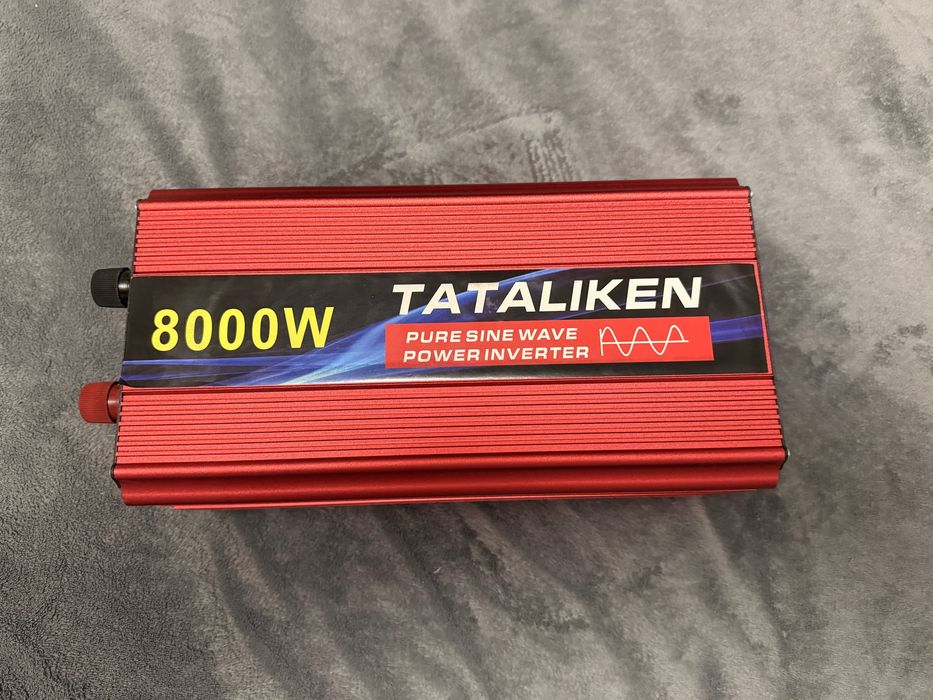 8000W
TATALIKEN
PURE SINE WAVE
POWER INVERTER